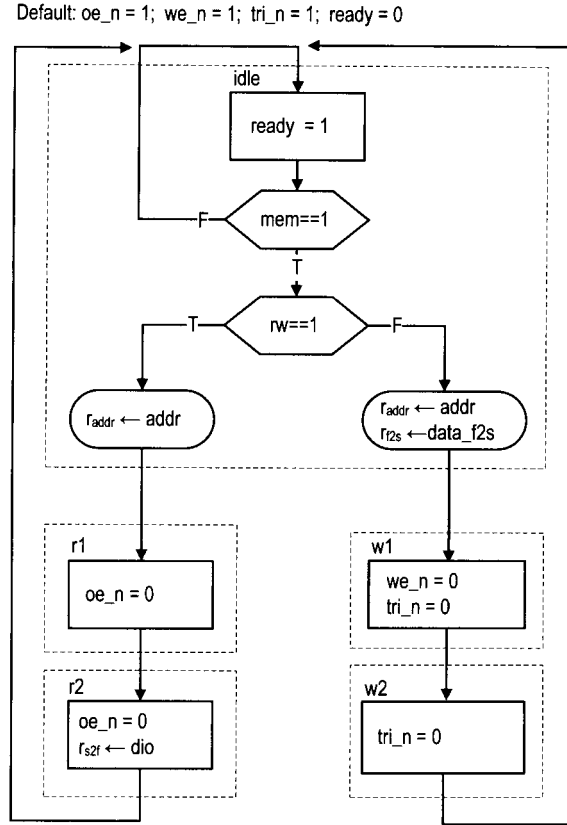 Default: oe_n = 1; we_n = 1; tri_n = 1; ready = 0
idle
ready = 1
mem==1
F
T
rw==1
T
F
r_addr ← addr
r_addr ← addr
r_f2s ← data_f2s
r1
oe_n = 0
w1
we_n = 0
tri_n = 0
r2
oe_n = 0
r_s2f ← dio
w2
tri_n = 0